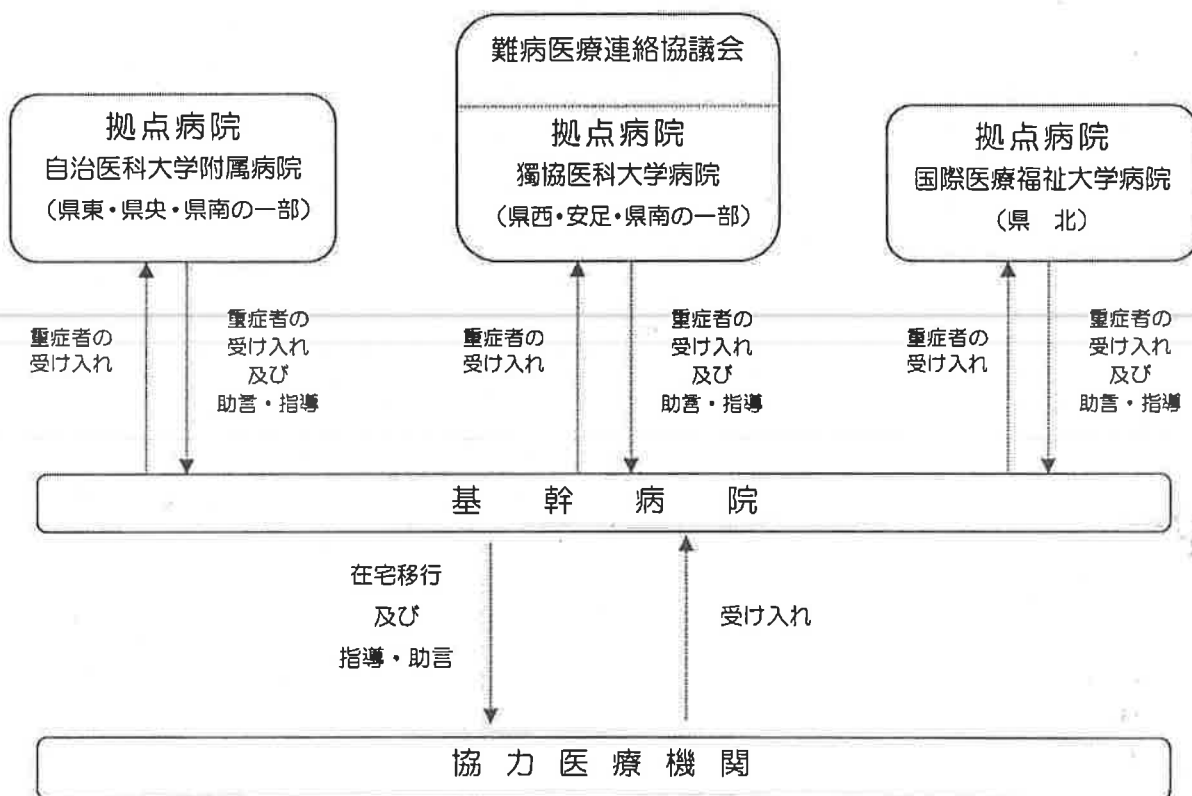 難病医療連絡協議会
拠点病院
自治医科大学附属病院
（県東・県央・県南の一部）
拠点病院
獨協医科大学病院
（県西・安足・県南の一部）
拠点病院
国際医療福祉大学病院
（県　北）
重症者の
受け入れ
重症者の
受け入れ
及び
助言・指導
重症者の
受け入れ
重症者の
受け入れ
及び
助言・指導
重症者の
受け入れ
重症者の
受け入れ
及び
助言・指導
基　幹　病　院
在宅移行
及び
指導・助言
受け入れ
協 力 医 療 機 関